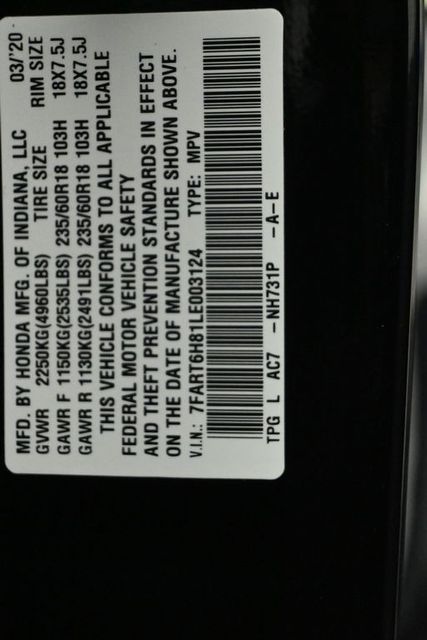 MFD. BY HONDA MFG. OF INDIANA, LLC 03/'20
GVWR 2250KG(4960LBS) TIRE SIZE RIM SIZE
GAWR F 1150KG(2535LBS) 235/60R18 103H 18X7.5J
GAWR R 1130KG(2491LBS) 235/60R18 103H 18X7.5J
THIS VEHICLE CONFORMS TO ALL APPLICABLE
FEDERAL MOTOR VEHICLE SAFETY
AND THEFT PREVENTION STANDARDS IN EFFECT
ON THE DATE OF MANUFACTURE SHOWN ABOVE.
V.I.N.: 7FART6H81LE003124 TYPE: MPV
TPG L AC7 -NH731P -A-E